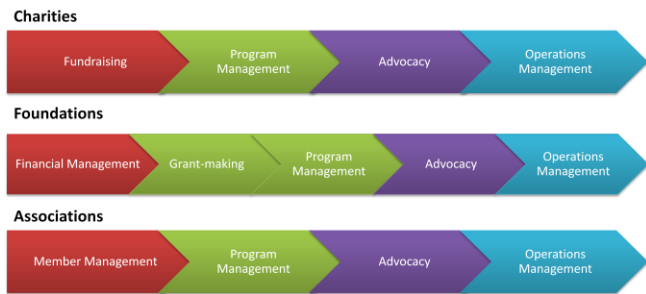 Charities
Fundraising
Program
Management
Advocacy
Operations
Management
Foundations
Financial Management
Grant-making
Program
Management
Advocacy
Operations
Management
Associations
Member Management
Program
Management
Advocacy
Operations
Management